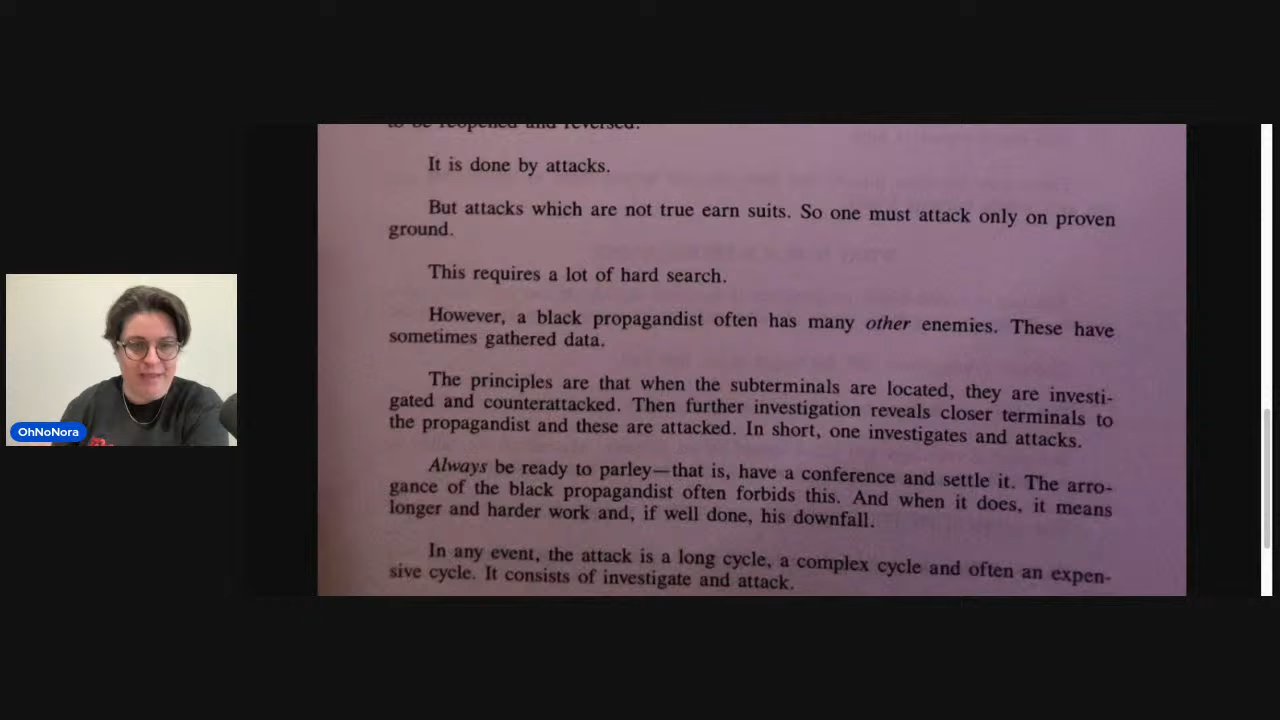 to be reopened and reversed.
It is done by attacks.
But attacks which are not true earn suits. So one must attack only on proven
ground.
This requires a lot of hard search.
However, a black propagandist often has many other enemies. These have
sometimes gathered data.
The principles are that when the subterminals are located, they are investi-
gated and counterattacked. Then further investigation reveals closer terminals to
the propagandist and these are attacked. In short, one investigates and attacks.
Always be ready to parley—that is, have a conference and settle it. The arro-
gance of the black propagandist often forbids this. And when it does, it means
longer and harder work and, if well done, his downfall.
In any event, the attack is a long cycle, a complex cycle and often an expen-
sive cycle. It consists of investigate and attack.
OhNoNora